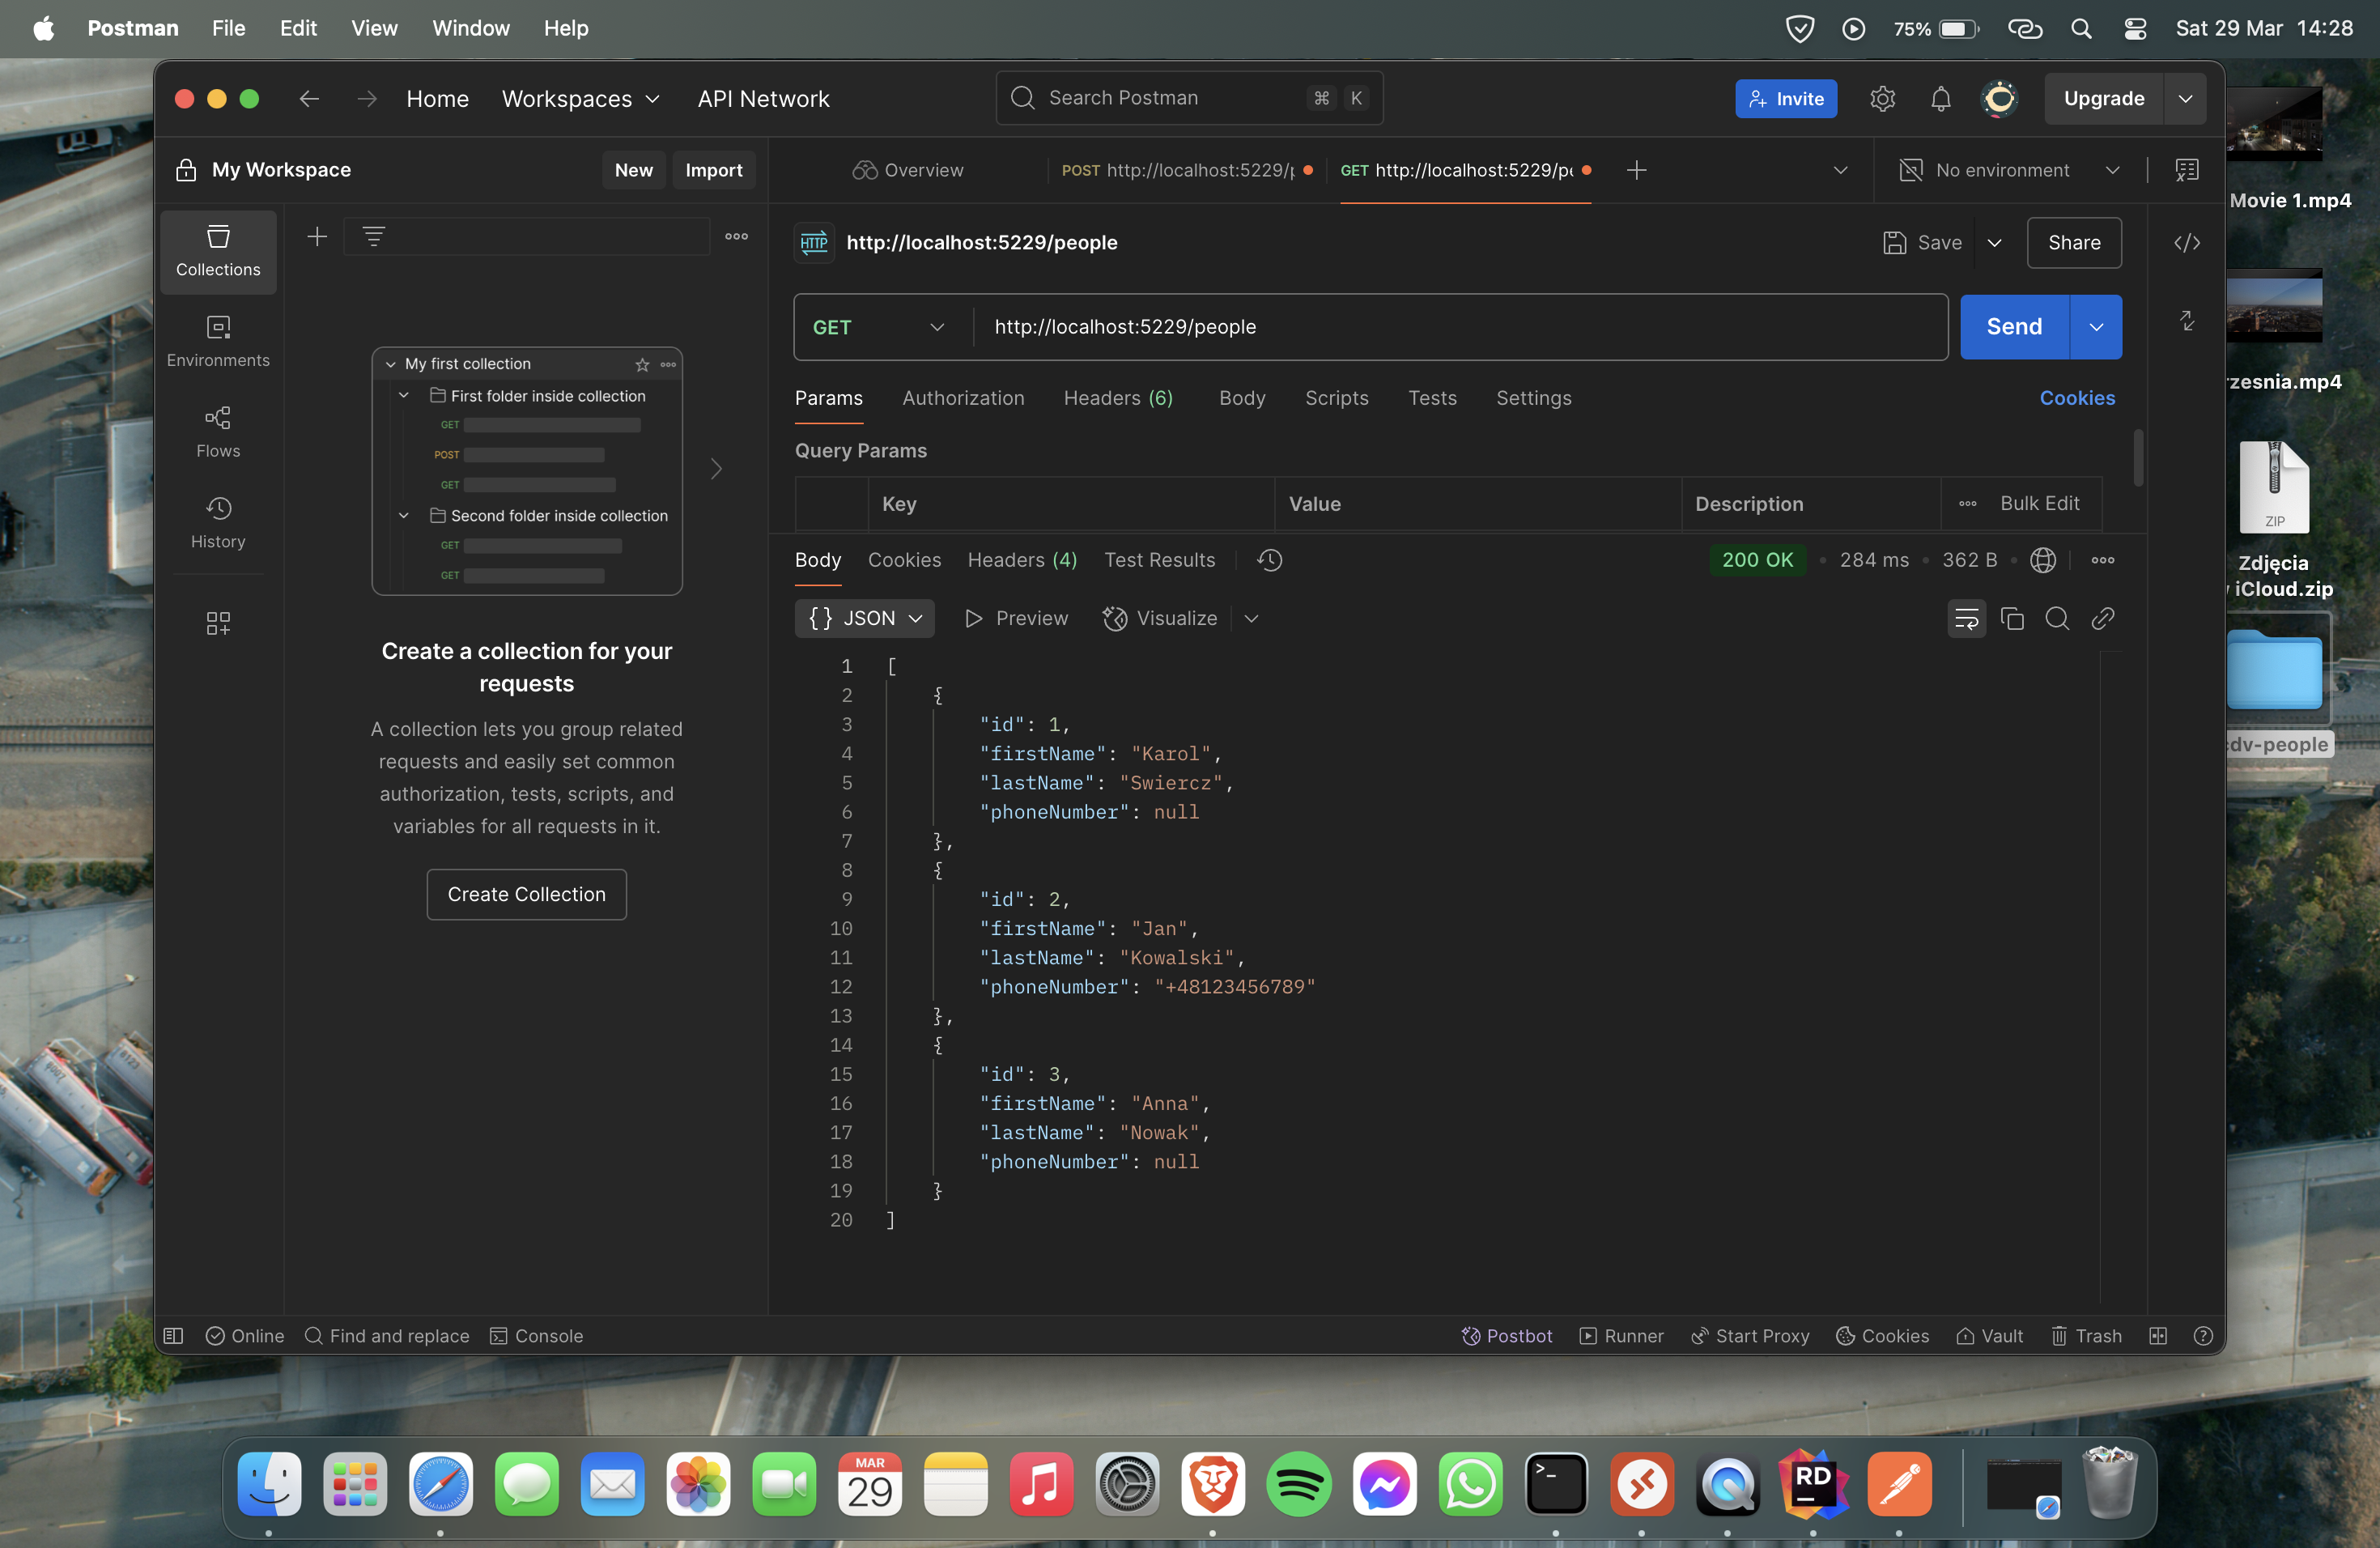 Postman File Edit View Window Help 75% Sat 29 Mar 14:28
Home Workspaces API Network Search Postman ⌘ K Invite Upgrade
My Workspace New Import Overview POST http://localhost:5229/p GET http://localhost:5229/pe No environment
Collections
Environments
Flows
History
My first collection
First folder inside collection
GET
POST
GET
Second folder inside collection
GET
GET
Create a collection for your
requests
A collection lets you group related
requests and easily set common
authorization, tests, scripts, and
variables for all requests in it.
Create Collection
HTTP http://localhost:5229/people Save Share
GET http://localhost:5229/people Send
Params Authorization Headers (6) Body Scripts Tests Settings Cookies
Query Params
Key Value Description Bulk Edit
Body Cookies Headers (4) Test Results 200 OK 284 ms 362 B
{} JSON Preview Visualize
1 [
2 {
3 "id": 1,
4 "firstName": "Karol",
5 "lastName": "Swiercz",
6 "phoneNumber": null
7 },
8 {
9 "id": 2,
10 "firstName": "Jan",
11 "lastName": "Kowalski",
12 "phoneNumber": "+48123456789"
13 },
14 {
15 "id": 3,
16 "firstName": "Anna",
17 "lastName": "Nowak",
18 "phoneNumber": null
19 }
20 ]
Online Find and replace Console Postbot Runner Start Proxy Cookies Vault Trash
Movie 1.mp4
rzesnia.mp4
ZIP
Zdjęcia
iCloud.zip
dv-people
MAR
29
RD